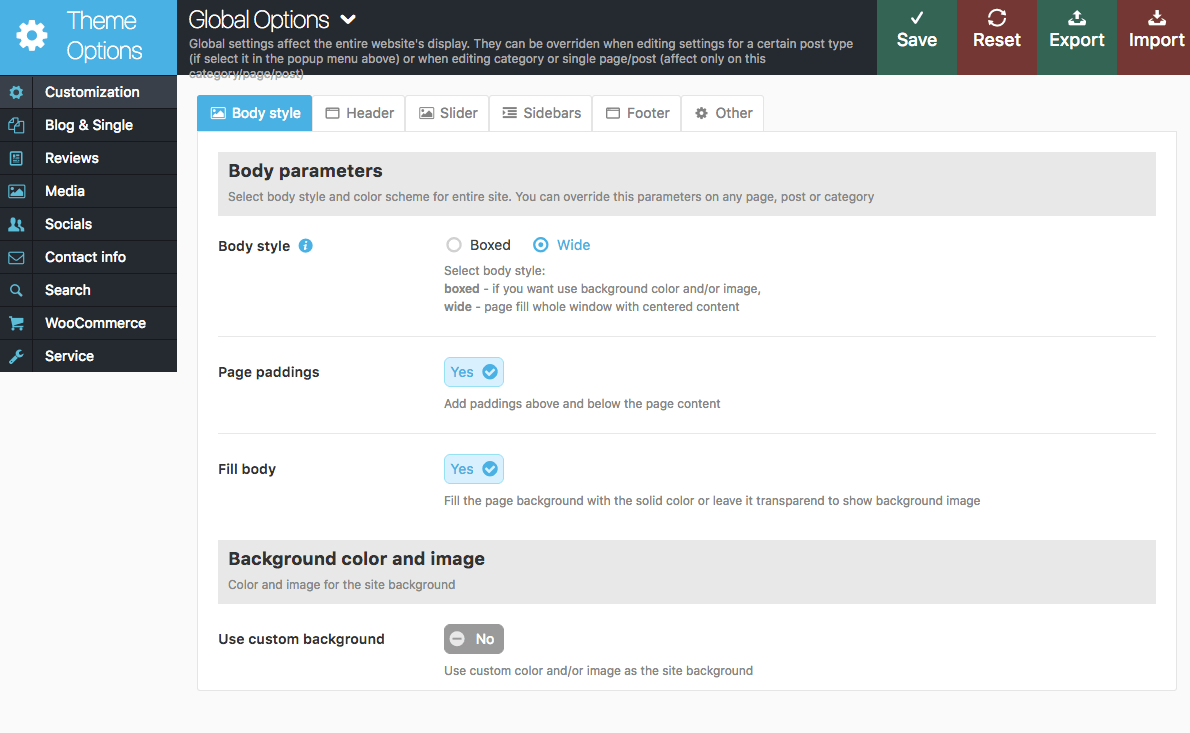 Theme
Options
Global Options
Global settings affect the entire website's display. They can be overriden when editing settings for a certain post type
(if select it in the popup menu above) or when editing category or single page/post (affect only on this
category/page/post)
Save
Reset
Export
Import
Customization
Blog & Single
Reviews
Media
Socials
Contact info
Search
WooCommerce
Service
Body style
Header
Slider
Sidebars
Footer
Other
Body parameters
Select body style and color scheme for entire site. You can override this parameters on any page, post or category
Body style
Boxed
Wide
Select body style:
boxed - if you want use background color and/or image,
wide - page fill whole window with centered content
Page paddings
Yes
Add paddings above and below the page content
Fill body
Yes
Fill the page background with the solid color or leave it transparend to show background image
Background color and image
Color and image for the site background
Use custom background
No
Use custom color and/or image as the site background